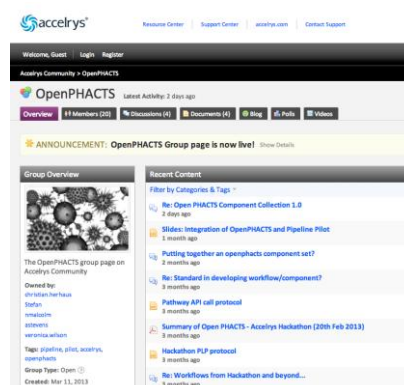 accelrys®
Resource Center Support Center accelrys.com Contact Support
Welcome, Guest Login Register
Accelrys Community > OpenPHACTS
OpenPHACTS Latest Activity: 2 days ago
Overview Members (20) Discussions (4) Documents (4) Blog Polls Videos
ANNOUNCEMENT: OpenPHACTS Group page is now live! Show Details
Group Overview
The OpenPHACTS group page on
Accelrys Community
Owned by:
christian.herhaus
Stefan
nmalcolm
astevens
veronica.wilson
Tags: pipeline, pilot, accelrys,
openphacts
Group Type: Open
Created: Mar 11, 2013
Recent Content
Filter by Categories & Tags
Re: Open PHACTS Component Collection 1.0
2 days ago
Slides: Integration of OpenPHACTS and Pipeline Pilot
1 month ago
Putting together an openphacts component set?
2 months ago
Re: Standard in developing workflow/component?
3 months ago
Pathway API call protocol
3 months ago
Summary of Open PHACTS - Accelrys Hackathon (20th Feb 2013)
3 months ago
Hackathon PLP protocol
3 months ago
Re: Workflows from Hackathon and beyond...
3 months ago